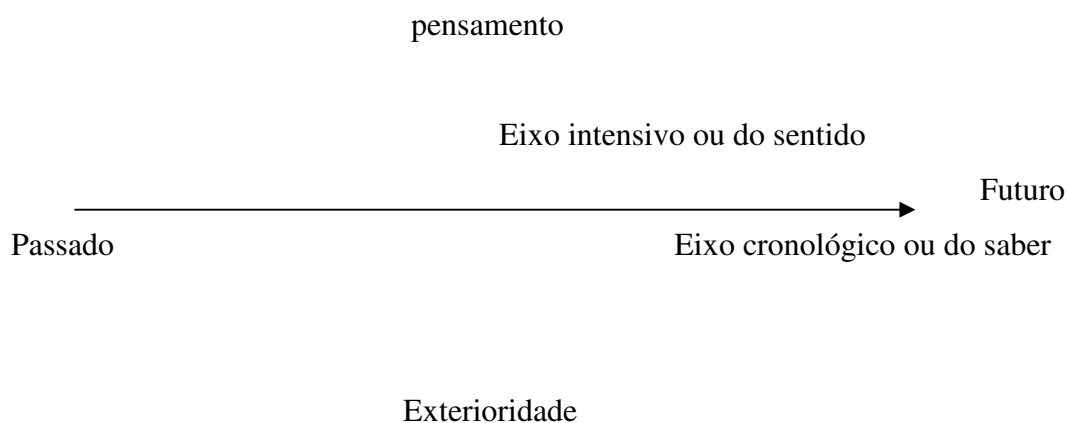 pensamento
Eixo intensivo ou do sentido
Futuro
Passado
Eixo cronológico ou do saber
Exterioridade